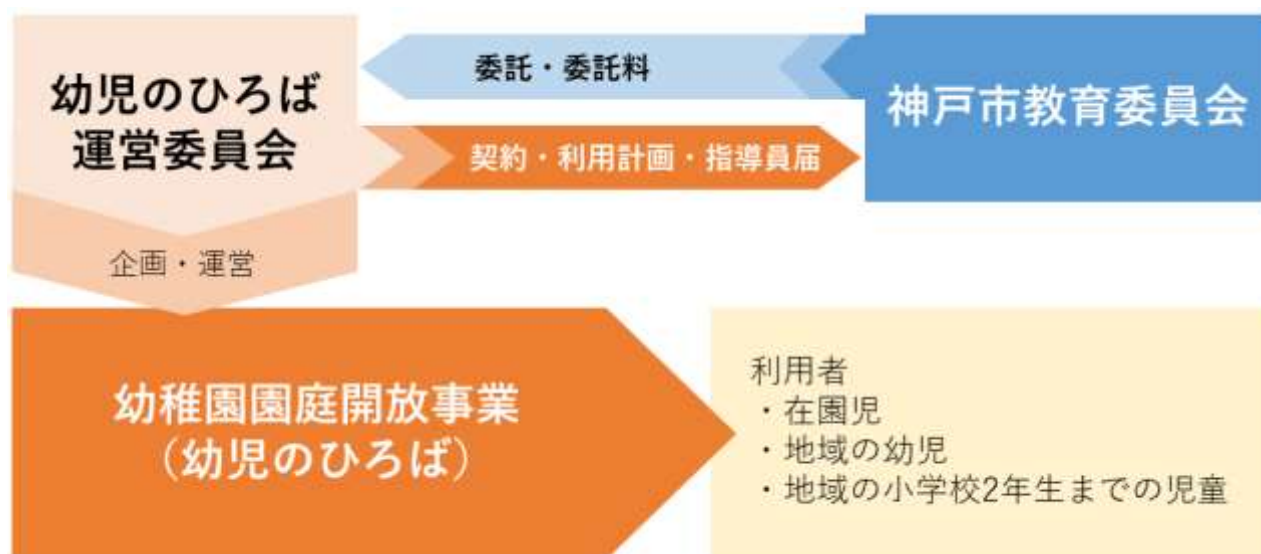 幼児のひろば
運営委員会
委託・委託料
神戸市教育委員会
契約・利用計画・指導員届
企画・運営
幼稚園園庭開放事業
（幼児のひろば）
利用者
・在園児
・地域の幼児
・地域の小学校2年生までの児童